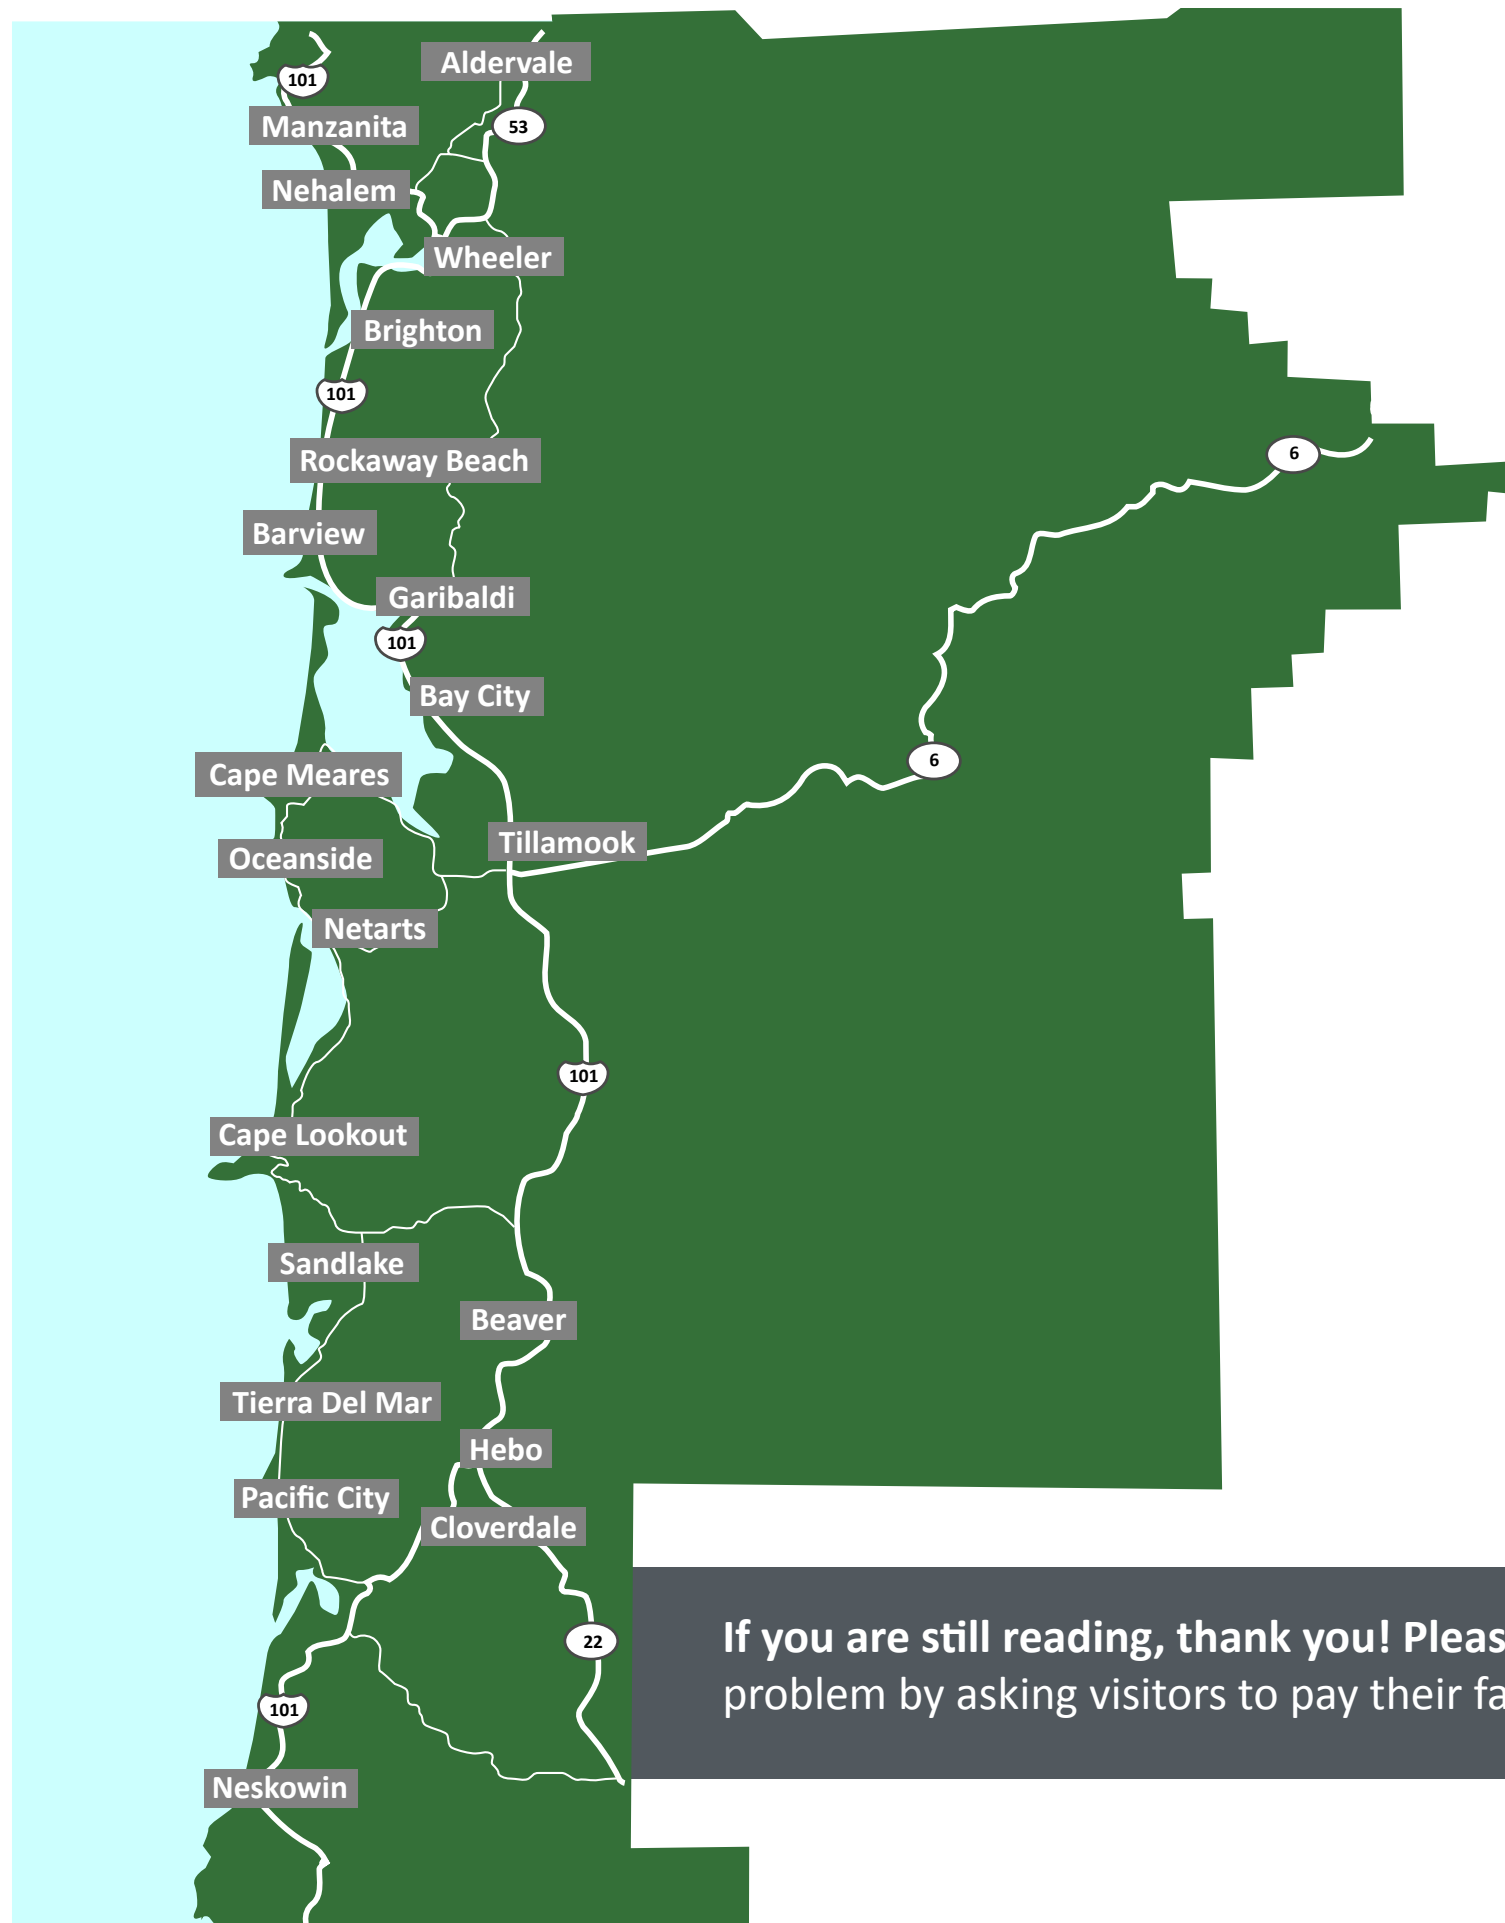 Aldervale
101
Manzanita
53
Nehalem
Wheeler
Brighton
101
Rockaway Beach
6
Barview
Garibaldi
101
Bay City
6
Cape Meares
Tillamook
Oceanside
Netarts
101
Cape Lookout
Sandlake
Beaver
Tierra Del Mar
Hebo
Pacific City
Cloverdale
22
If you are still reading, thank you! Pleas
problem by asking visitors to pay their fa
101
Neskowin